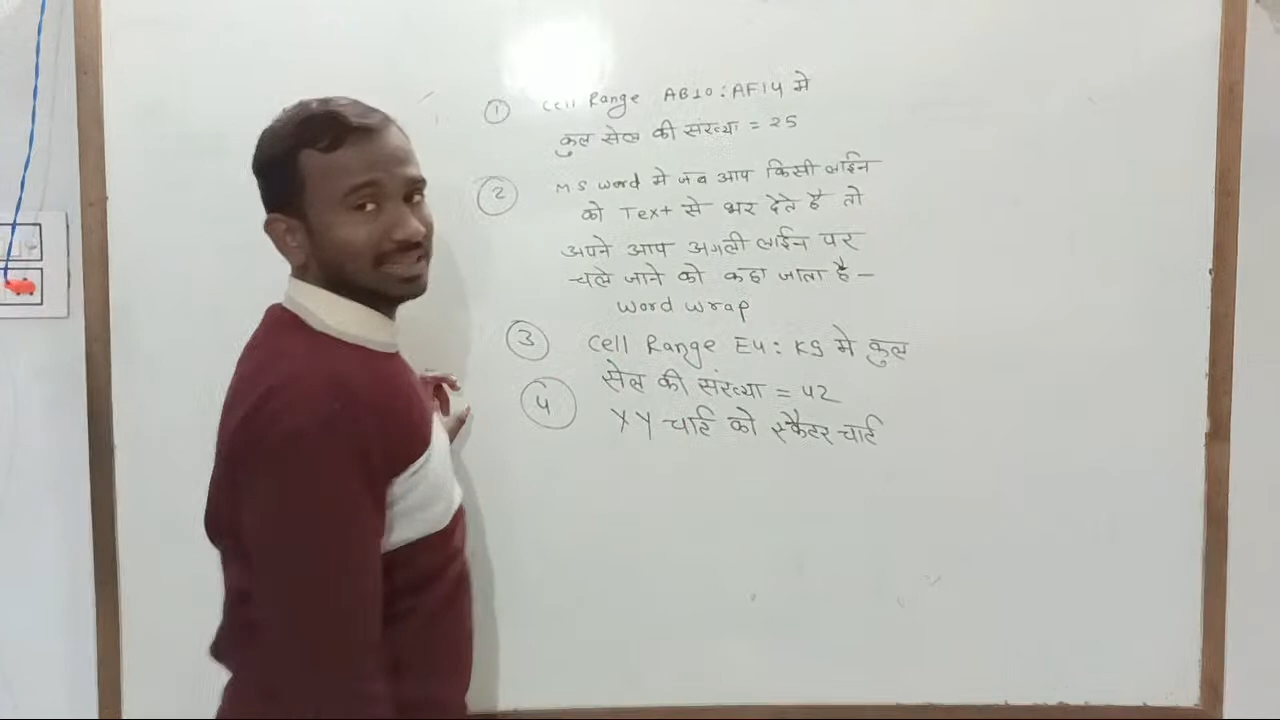 ① Cell Range AB10:AF14 मे
कुल सेल की संख्या = 25
② MS Word मे जब आप किसी लाईन
को Text से भर देते है तो
अपने आप अगली लाईन पर
चले जाने को कहा जाता है –
Word Wrap
③ Cell Range E4:K9 मे कुल
सेल की संख्या = 42
④ XY चार्ट को स्कैटर चार्ट